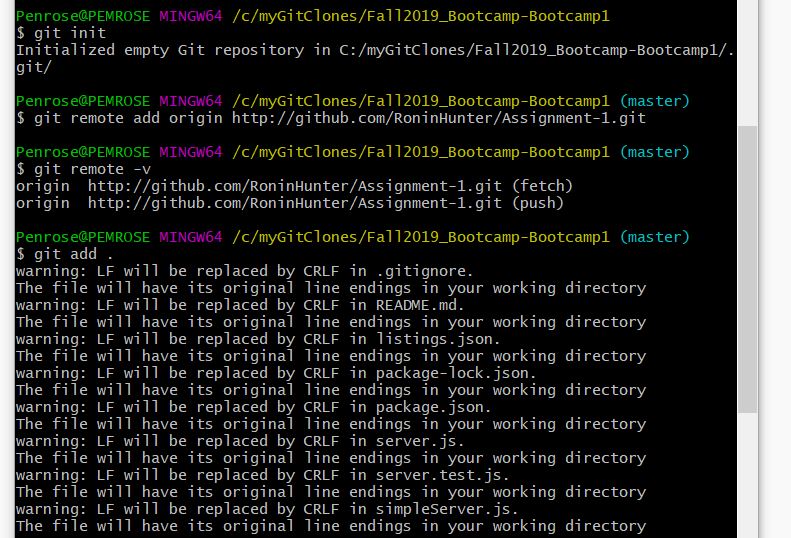 Penrose@PEMROSE MINGW64 /c/myGitClones/Fall2019_Bootcamp-Bootcamp1
$ git init
Initialized empty Git repository in C:/myGitClones/Fall2019_Bootcamp-Bootcamp1/.
git/
Penrose@PEMROSE MINGW64 /c/myGitClones/Fall2019_Bootcamp-Bootcamp1 (master)
$ git remote add origin http://github.com/RoninHunter/Assignment-1.git
Penrose@PEMROSE MINGW64 /c/myGitClones/Fall2019_Bootcamp-Bootcamp1 (master)
$ git remote -v
origin  http://github.com/RoninHunter/Assignment-1.git (fetch)
origin  http://github.com/RoninHunter/Assignment-1.git (push)
Penrose@PEMROSE MINGW64 /c/myGitClones/Fall2019_Bootcamp-Bootcamp1 (master)
$ git add .
warning: LF will be replaced by CRLF in .gitignore.
The file will have its original line endings in your working directory
warning: LF will be replaced by CRLF in README.md.
The file will have its original line endings in your working directory
warning: LF will be replaced by CRLF in listings.json.
The file will have its original line endings in your working directory
warning: LF will be replaced by CRLF in package-lock.json.
The file will have its original line endings in your working directory
warning: LF will be replaced by CRLF in package.json.
The file will have its original line endings in your working directory
warning: LF will be replaced by CRLF in server.js.
The file will have its original line endings in your working directory
warning: LF will be replaced by CRLF in server.test.js.
The file will have its original line endings in your working directory
warning: LF will be replaced by CRLF in simpleServer.js.
The file will have its original line endings in your working directory